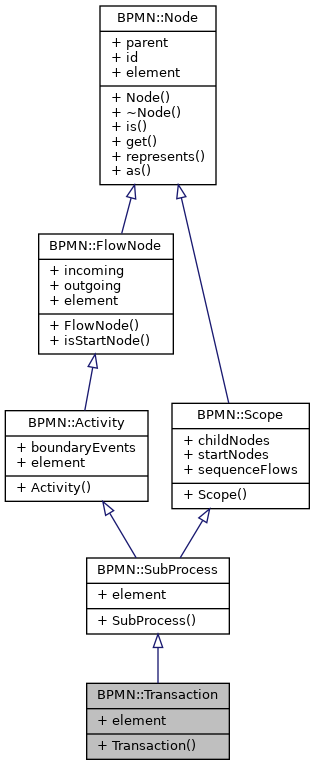 BPMN::Node
+ parent
+ id
+ element
+ Node()
+ ~Node()
+ is()
+ get()
+ represents()
+ as()
BPMN::FlowNode
+ incoming
+ outgoing
+ element
+ FlowNode()
+ isStartNode()
BPMN::Activity
+ boundaryEvents
+ element
+ Activity()
BPMN::Scope
+ childNodes
+ startNodes
+ sequenceFlows
+ Scope()
BPMN::SubProcess
+ element
+ SubProcess()
BPMN::Transaction
+ element
+ Transaction()